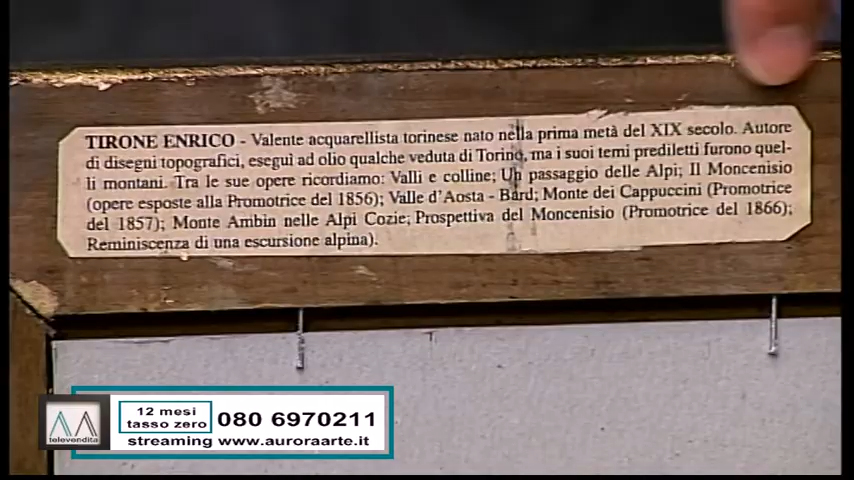 TIRONE ENRICO - Valente acquarellista torinese nato nella prima metà del XIX secolo. Autore
di disegni topografici, eseguì ad olio qualche veduta di Torino, ma i suoi temi prediletti furono quel-
li montani. Tra le sue opere ricordiamo: Valli e colline; Un passaggio delle Alpi; Il Moncenisio
(opere esposte alla Promotrice del 1856); Valle d'Aosta - Bard; Monte dei Cappuccini (Promotrice
del 1857); Monte Ambin nelle Alpi Cozie; Prospettiva del Moncenisio (Promotrice del 1866);
Reminiscenza di una escursione alpina).
12 mesi
tasso zero
080 6970211
televendita
streaming www.auroraarte.it